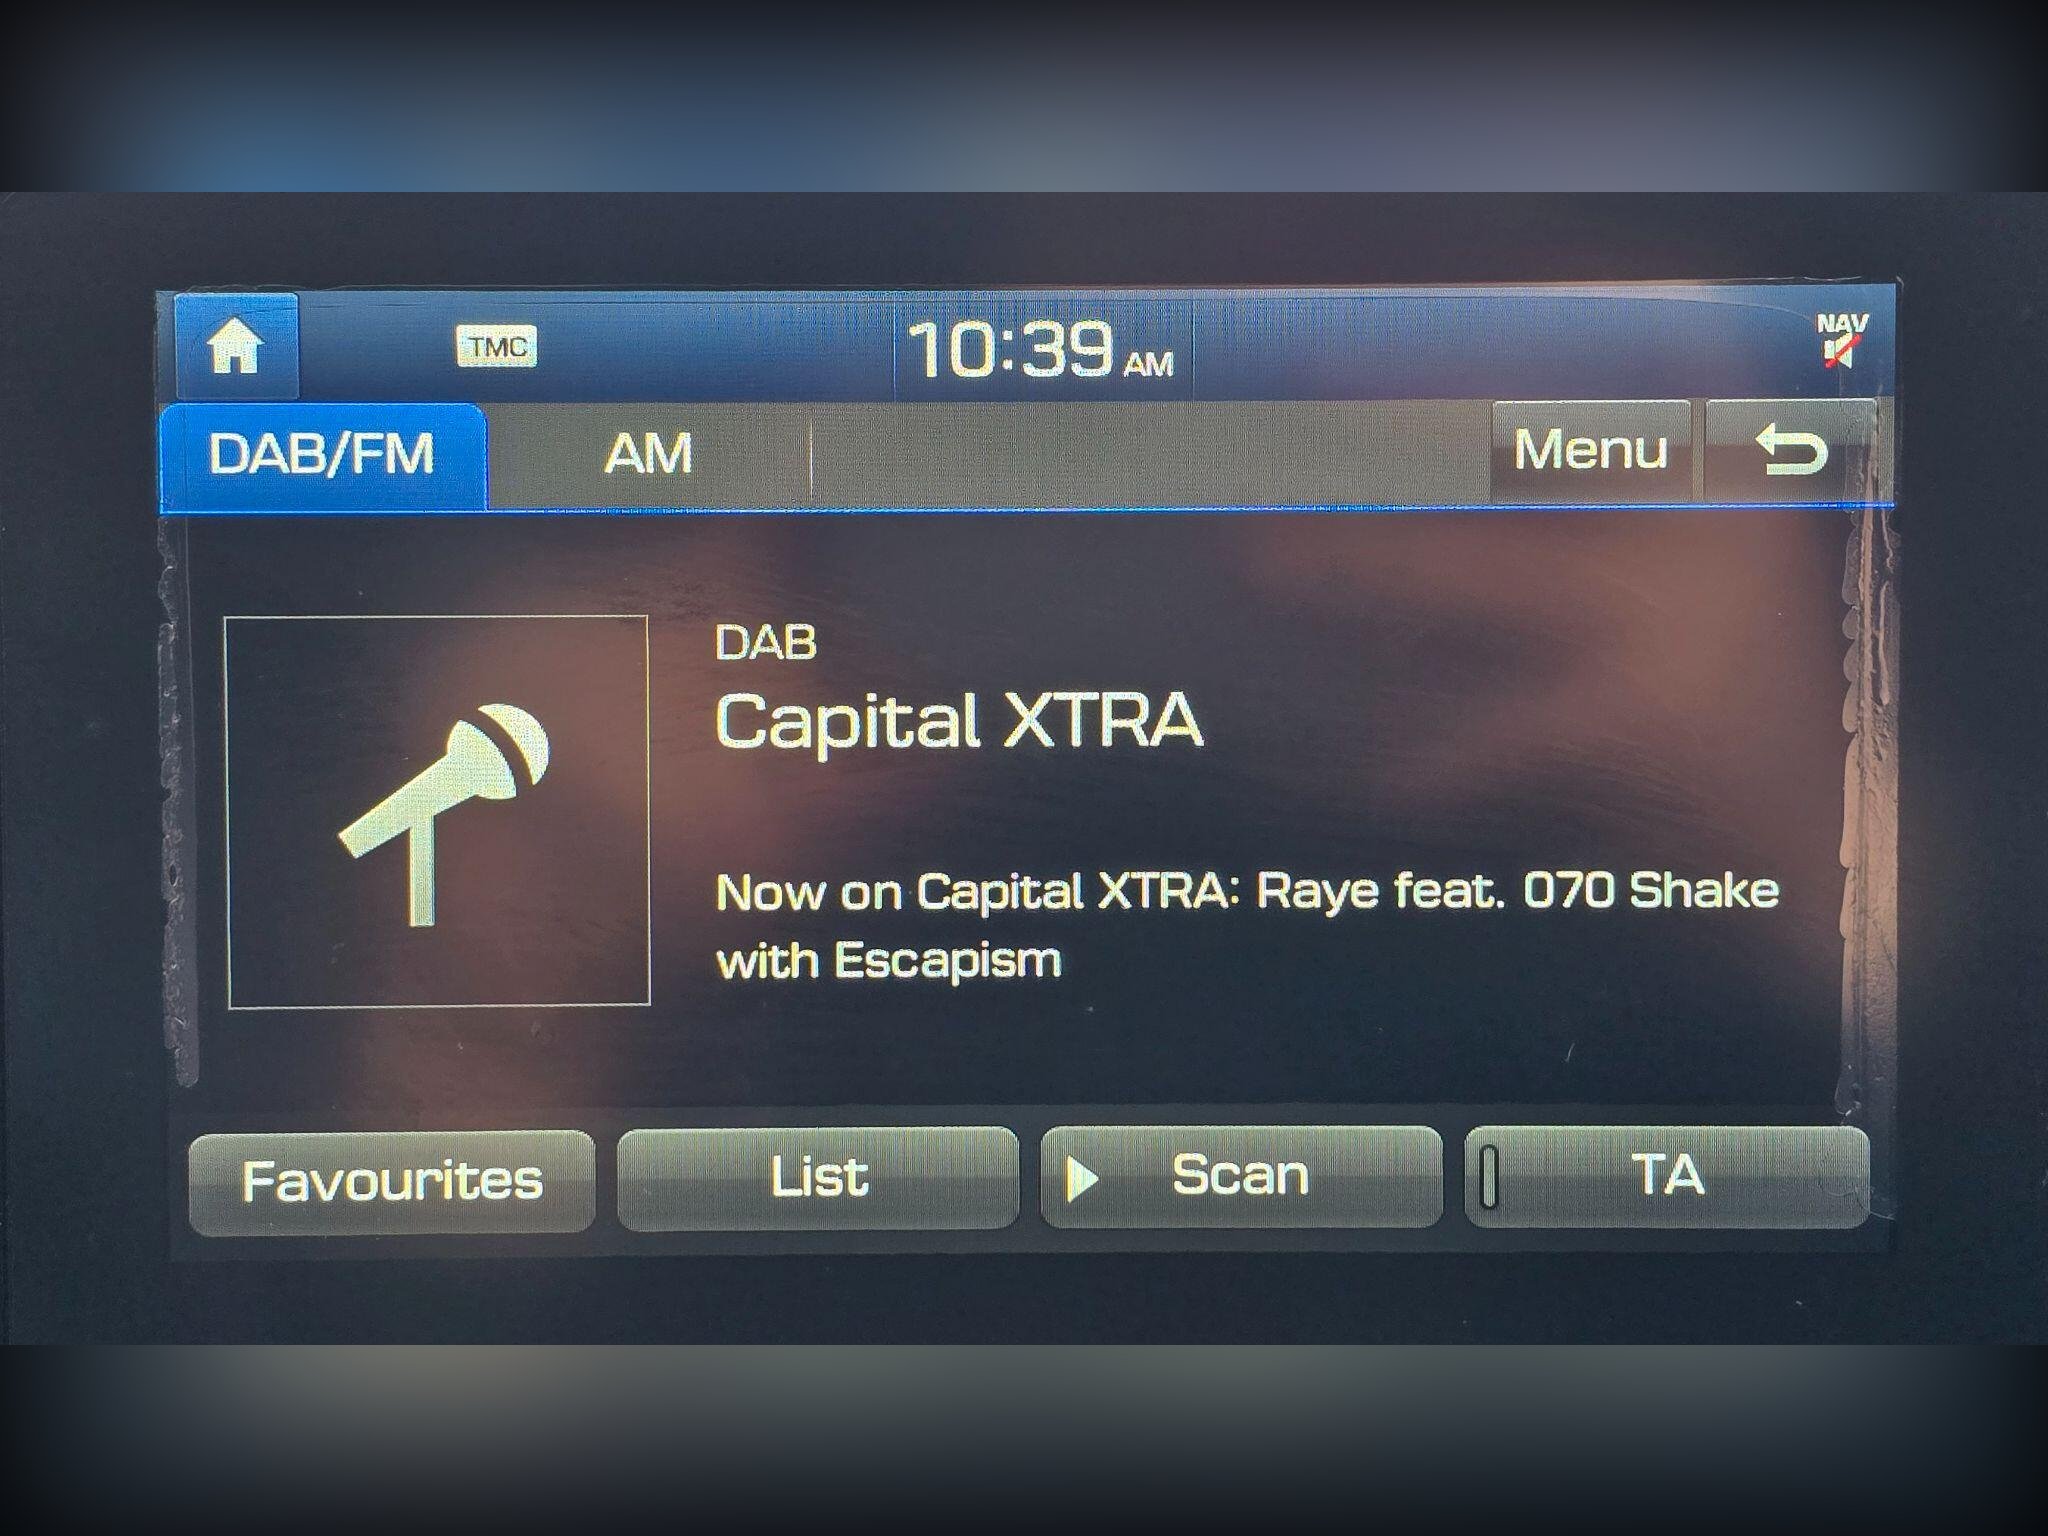 TMC
10:39 AM
NAV
DAB/FM
AM
Menu
DAB
Capital XTRA
Now on Capital XTRA: Raye feat. 070 Shake
with Escapism
Favourites
List
Scan
TA